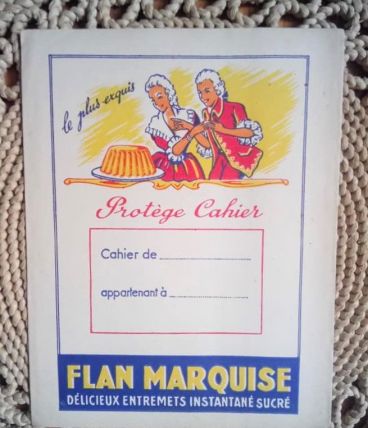 le plus exquis
Protège Cahier
Cahier de
appartenant à
FLAN MARQUISE
DÉLICIEUX ENTREMETS INSTANTANÉ SUCRÉ